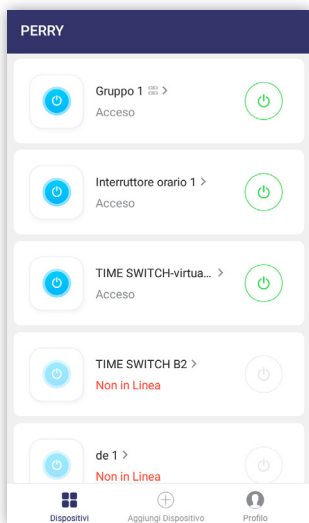 PERRY
Gruppo 1 >
Acceso
Interruttore orario 1 >
Acceso
TIME SWITCH-virtua... >
Acceso
TIME SWITCH B2 >
Non in Linea
de 1 >
Non in Linea
Dispositivi Aggiungi Dispositivo Profilo